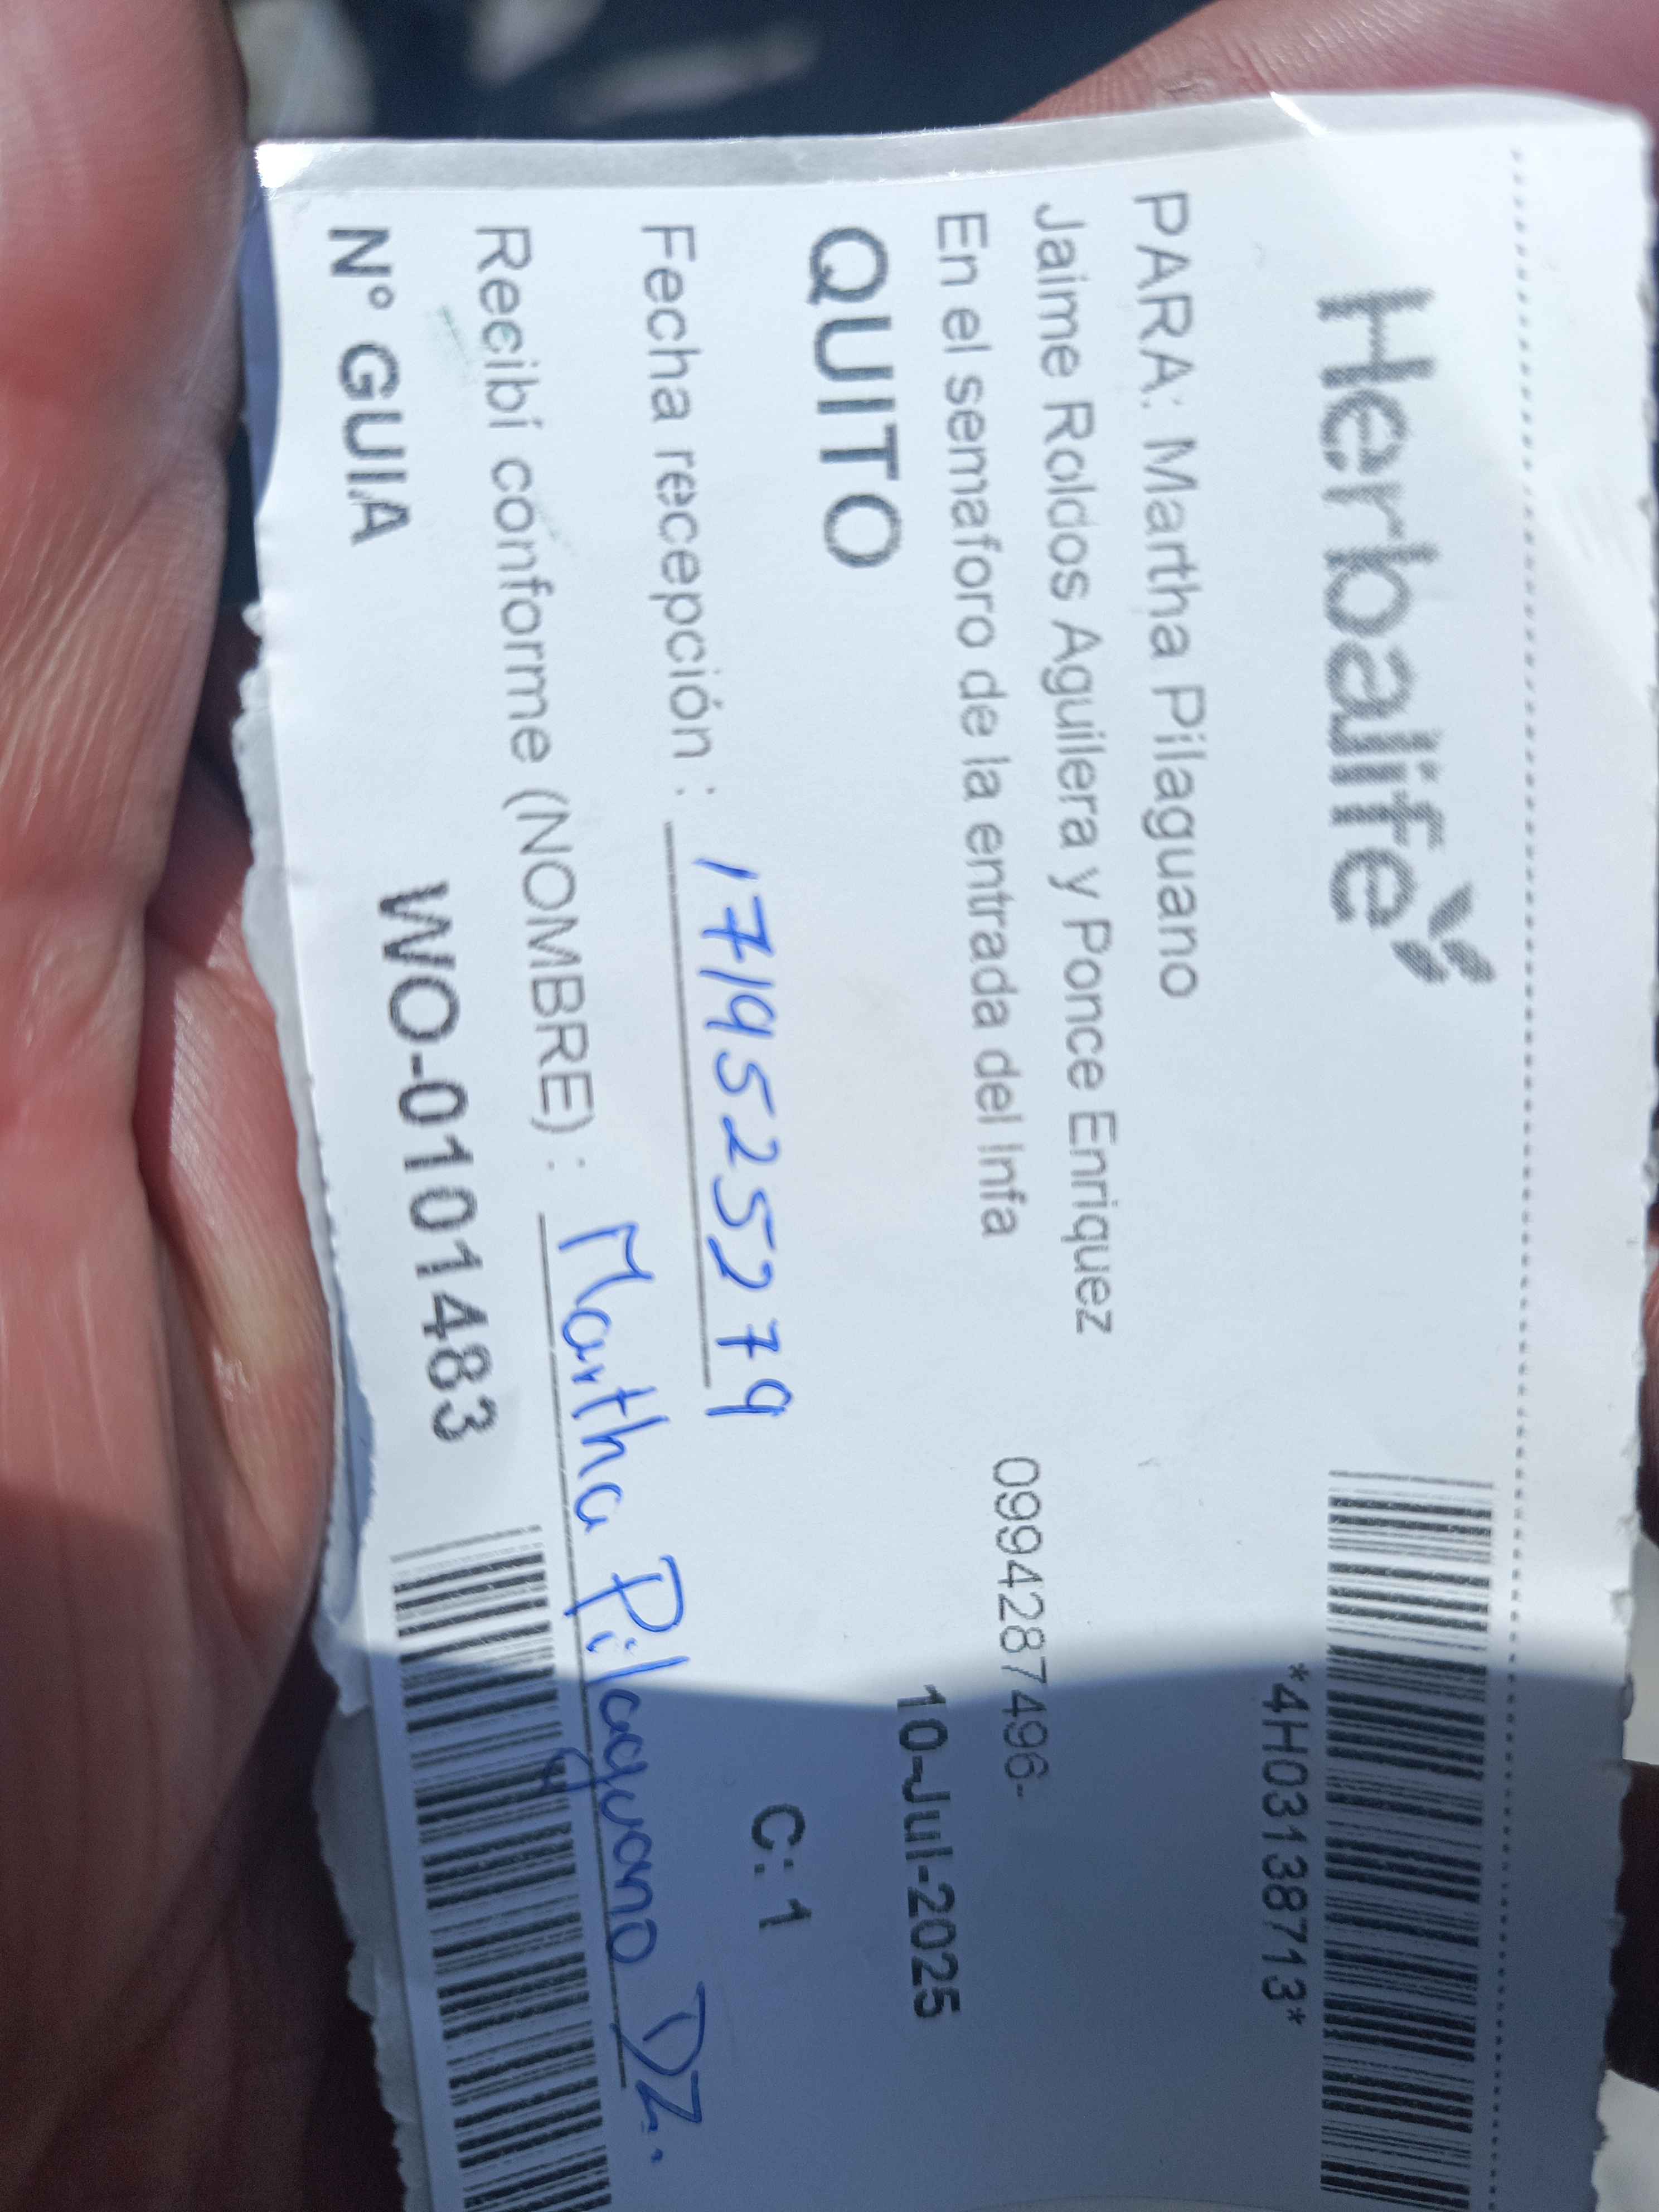 Herbalife
*4H03138713*
PARA: Martha Pilaguano
Jaime Roldos Aguilera y Ponce Enriquez
En el semaforo de la entrada del Infa 0994287496-
QUITO 10-Jul-2025
C: 1
Fecha recepción : 1719525279
Recibí conforme (NOMBRE) : Martha Pilaguano DZ.
N° GUIA WO-0101483